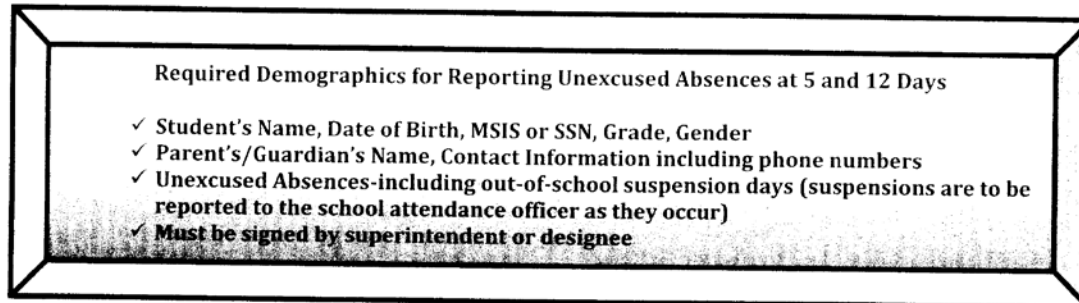 Required Demographics for Reporting Unexcused Absences at 5 and 12 Days
✓ Student's Name, Date of Birth, MSIS or SSN, Grade, Gender
✓ Parent's/Guardian's Name, Contact Information including phone numbers
✓ Unexcused Absences-including out-of-school suspension days (suspensions are to be
reported to the school attendance officer as they occur)
✓ Must be signed by superintendent or designee